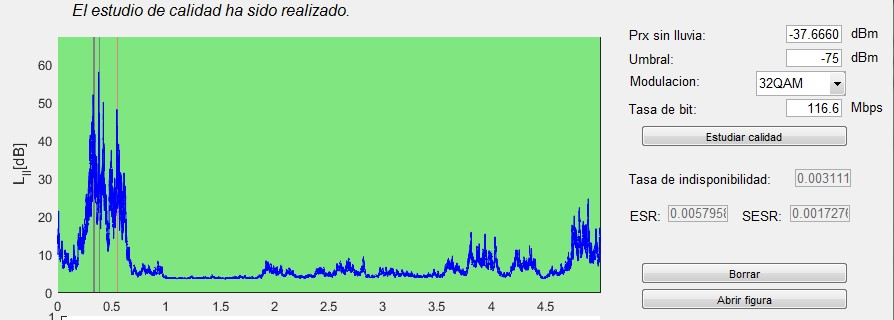 El estudio de calidad ha sido realizado.
60
50
40
30
20
10
0
Lll[dB]
0 0.5 1 1.5 2 2.5 3 3.5 4 4.5
Prx sin lluvia: -37.6660 dBm
Umbral: -75 dBm
Modulacion: 32QAM
Tasa de bit: 116.6 Mbps
Estudiar calidad
Tasa de indisponibilidad: 0.003111
ESR: 0.0057958 SESR: 0.0017276
Borrar
Abrir figura